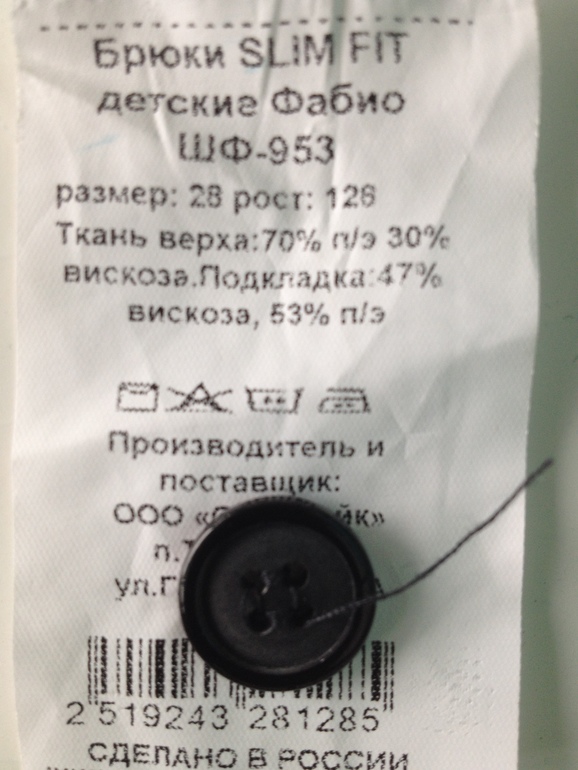 Брюки SLIM FIT
детские Фабио
ШФ-953
размер: 28 рост: 128
Ткань верха:70% п/э 30%
вискоза.Подкладка:47%
вискоза, 53% п/э
Производитель и
поставщик:
ООО
2 519243 281285
СДЕЛАНО В РОССИИ